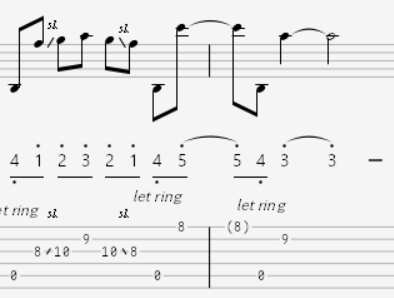 sl. sl.
4 1 2 3 2 1 4 5 5 4 3 3 –
let ring
et ring sl. sl. let ring
8 (8)
9 9
8 10 10 8
0 0 0